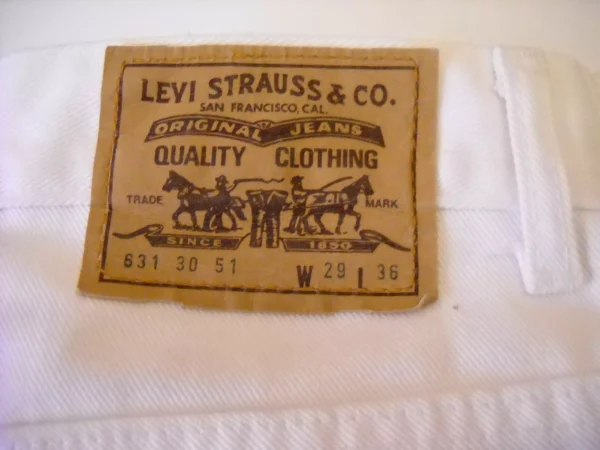 LEVI STRAUSS & CO.
SAN FRANCISCO, CAL.
ORIGINAL JEANS
QUALITY CLOTHING
TRADE MARK
SINCE 1850
631 30 51 W 29 L 36